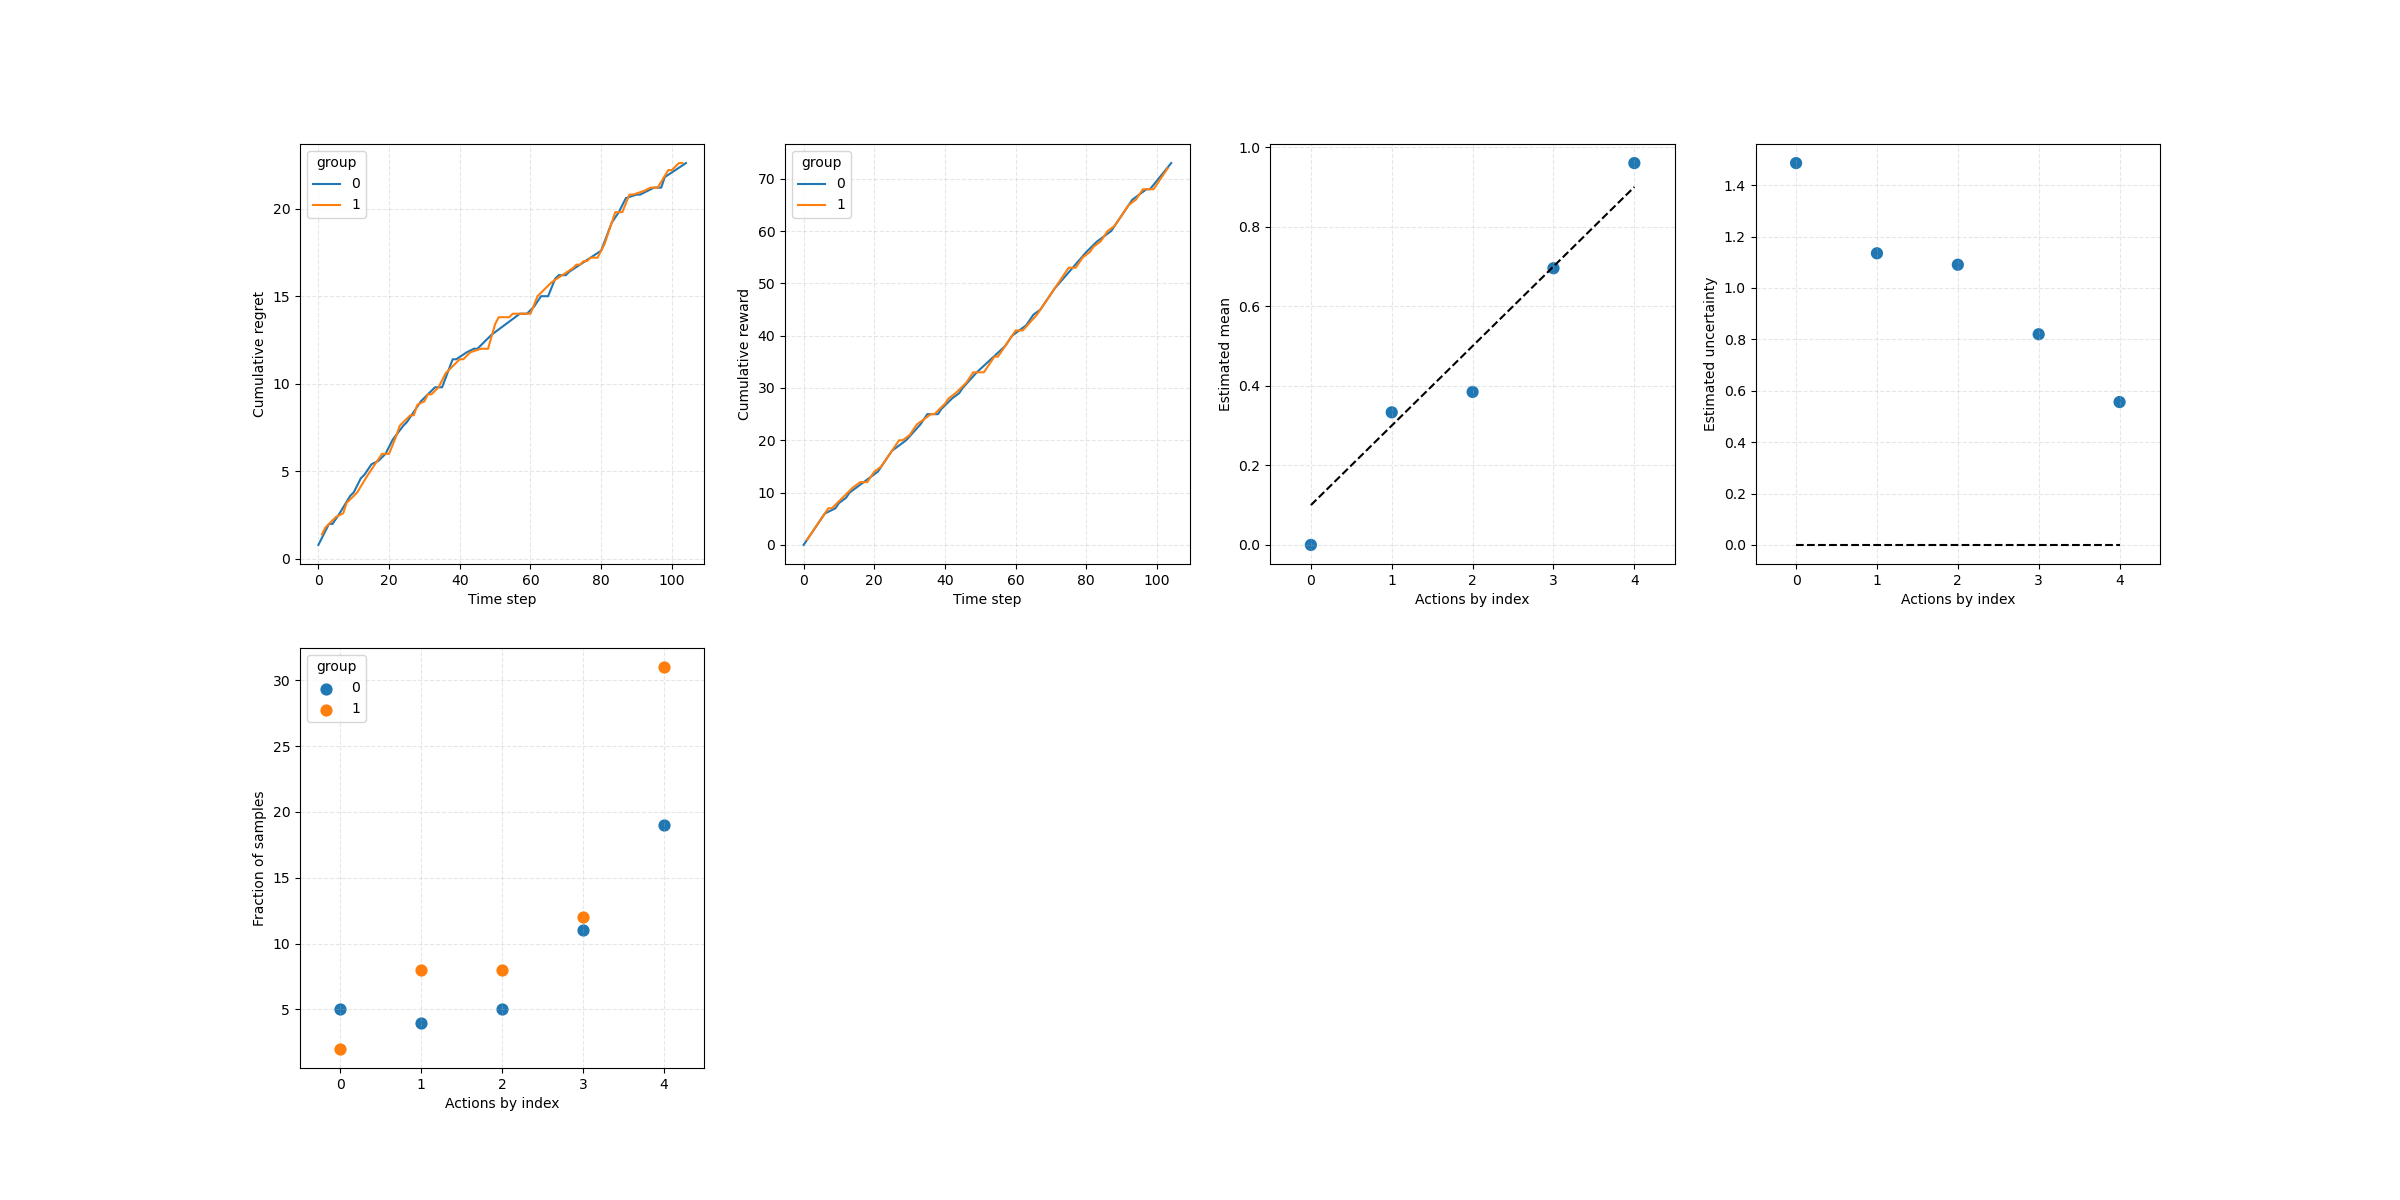 group
0
1
20
15
10
5
0
Cumulative regret
0 20 40 60 80 100
Time step
group
0
1
70
60
50
40
30
20
10
0
Cumulative reward
0 20 40 60 80 100
Time step
1.0
0.8
0.6
0.4
0.2
0.0
Estimated mean
0 1 2 3 4
Actions by index
1.4
1.2
1.0
0.8
0.6
0.4
0.2
0.0
Estimated uncertainty
0 1 2 3 4
Actions by index
group
0
1
30
25
20
15
10
5
Fraction of samples
0 1 2 3 4
Actions by index